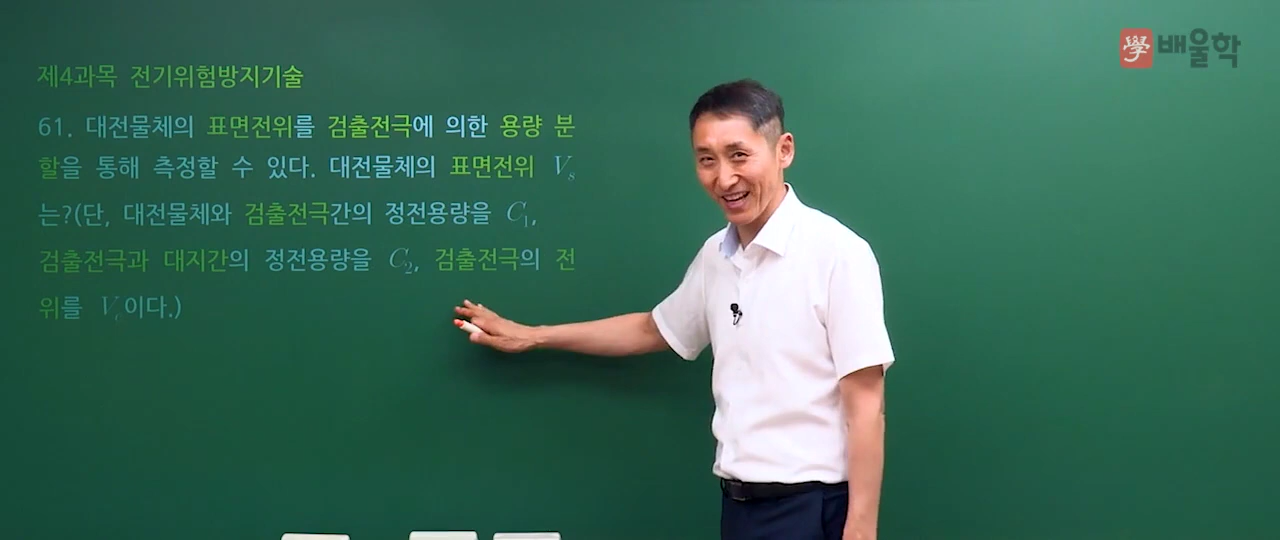 學 배울학
제4과목 전기위험방지기술
61. 대전물체의 표면전위를 검출전극에 의한 용량 분
할을 통해 측정할 수 있다. 대전물체의 표면전위 Vₛ
는?(단, 대전물체와 검출전극간의 정전용량을 C₁,
검출전극과 대지간의 정전용량을 C₂, 검출전극의 전
위를 Vₑ이다.)